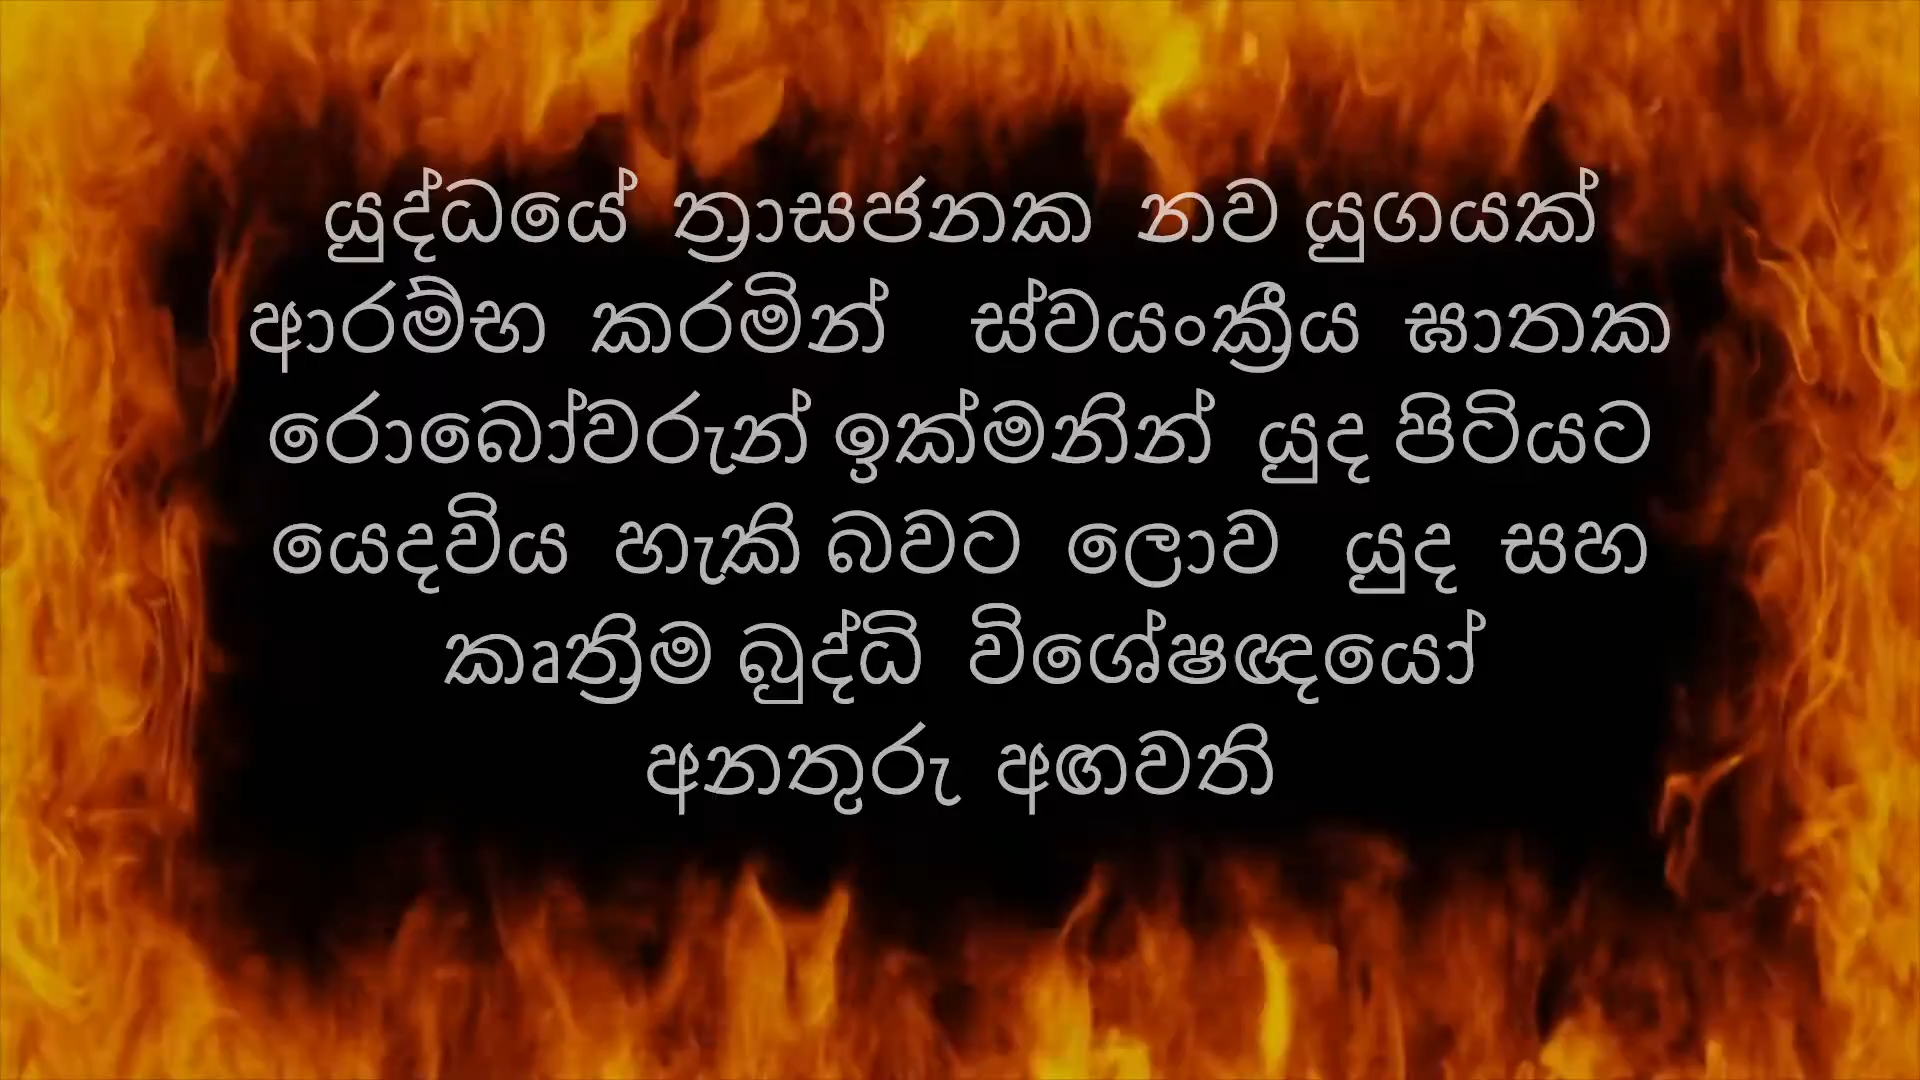 යුද්ධයේ ත්‍රාසජනක නව යුගයක්
ආරම්භ කරමින් ස්වයංක්‍රීය ඝාතක
රොබෝවරුන් ඉක්මනින් යුද පිටියට
යෙදවිය හැකි බවට ලොව යුද සහ
කෘත්‍රිම බුද්ධි විශේෂඥයෝ
අනතුරු අඟවති